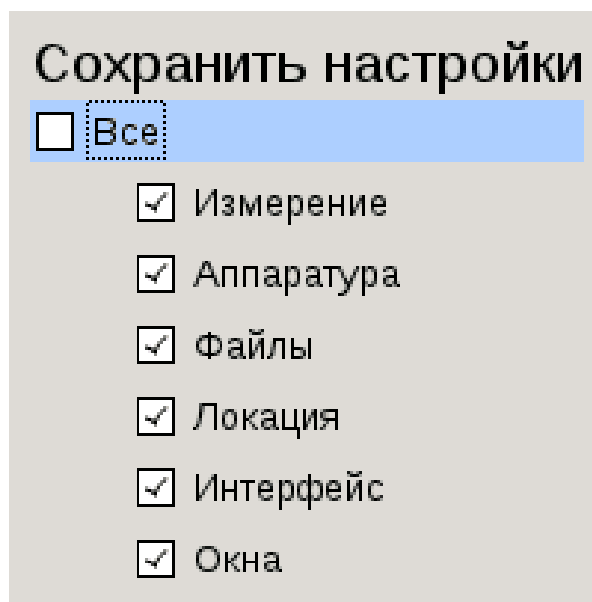 Сохранить настройки
Все
Измерение
Аппаратура
Файлы
Локация
Интерфейс
Окна